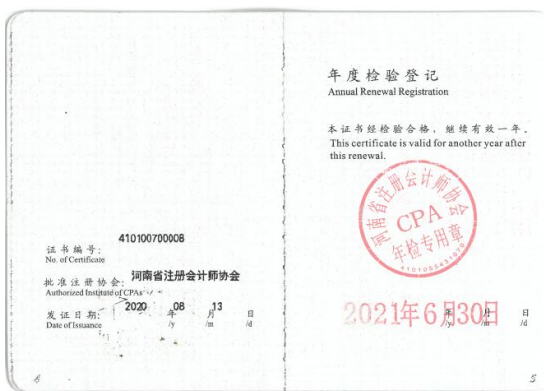 证书编号：
No. of Certificate
410100700008
批准注册协会：
Authorized Institute of CPAs
河南省注册会计师协会
发证日期：
Date of Issuance
2020 年 08 月 13 日
/y /m /d
4
年度检验登记
Annual Renewal Registration
本证书经检验合格，继续有效一年。
This certificate is valid for another year after
this renewal.
河南省注册会计师协会
CPA
年检专用章
2021年6月30日
年 月 日
/y /m /d
5